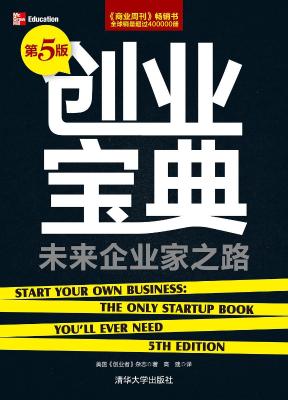 Education
《商业周刊》畅销书
全球销量超过400000册
第5版
创业
宝典
未来企业家之路
START YOUR OWN BUSINESS:
THE ONLY STARTUP BOOK
YOU'LL EVER NEED
5TH EDITION
美国《创业者》杂志◎著 高 捷◎译
清华大学出版社